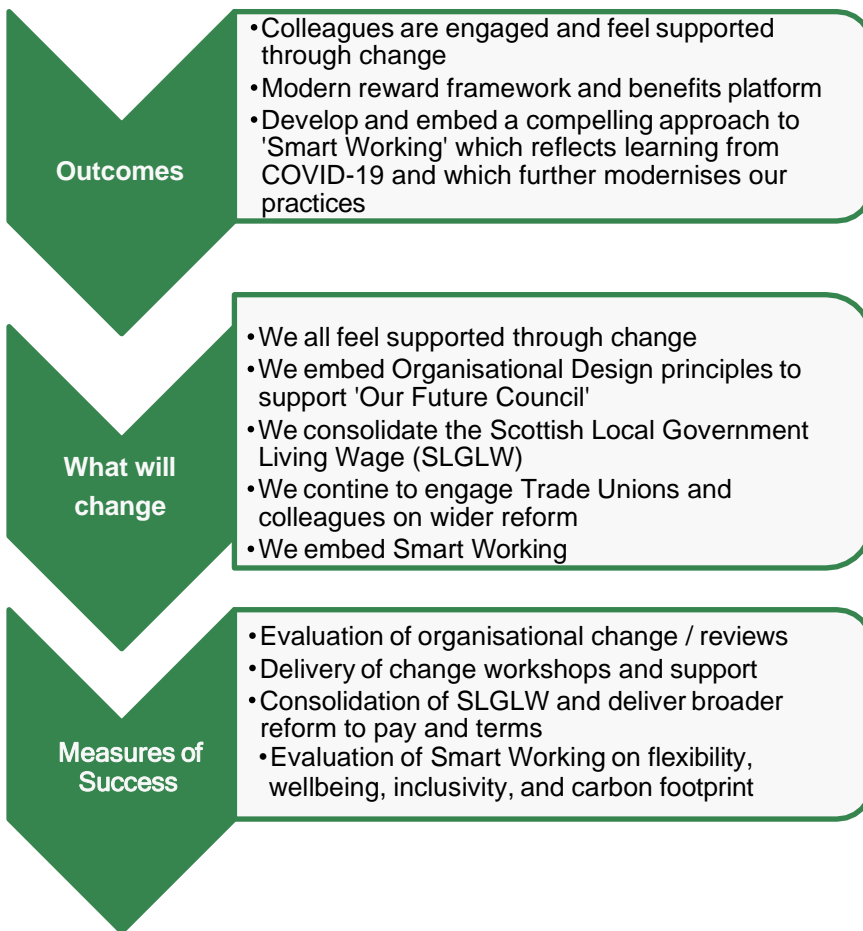 Outcomes
•Colleagues are engaged and feel supported
through change
•Modern reward framework and benefits platform
•Develop and embed a compelling approach to
'Smart Working' which reflects learning from
COVID-19 and which further modernises our
practices
What will
change
•We all feel supported through change
•We embed Organisational Design principles to
support 'Our Future Council'
•We consolidate the Scottish Local Government
Living Wage (SLGLW)
•We contine to engage Trade Unions and
colleagues on wider reform
•We embed Smart Working
Measures of
Success
•Evaluation of organisational change / reviews
•Delivery of change workshops and support
•Consolidation of SLGLW and deliver broader
reform to pay and terms
•Evaluation of Smart Working on flexibility,
wellbeing, inclusivity, and carbon footprint